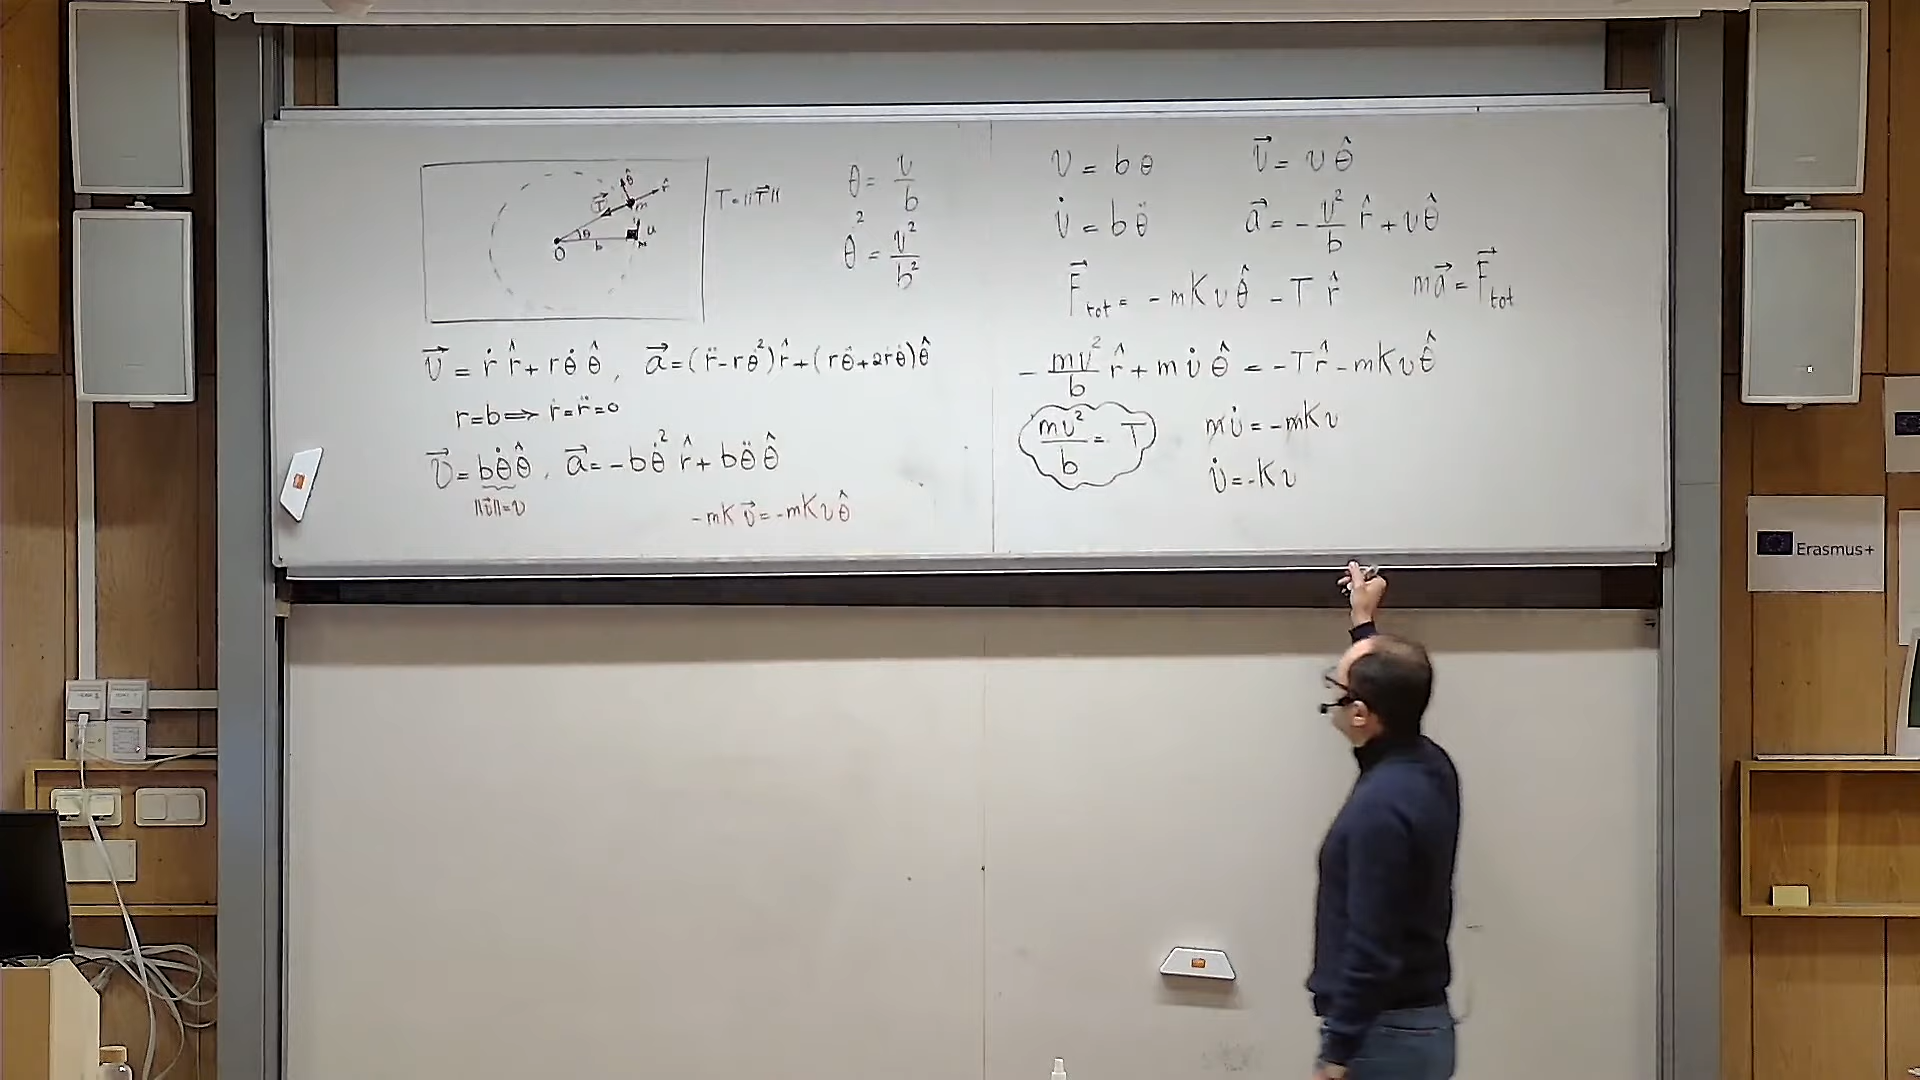 T = ||T⃗||
θ̂
r̂
T⃗
m
θ
u
O
b
θ = v/b
θ² = v²/b²
v⃗ = ṙ r̂ + rθ̇ θ̂ , a⃗ = (r̈ - rθ̇²) r̂ + (rθ̈ + 2ṙθ̇) θ̂
r = b ⟹ ṙ = r̈ = 0
v⃗ = bθ̇ θ̂ , a⃗ = -bθ̇² r̂ + bθ̈ θ̂
||v⃗|| = v
-mK v⃗ = -mKv θ̂
v = bθ v⃗ = v θ̂
v̇ = bθ̈ a⃗ = -v²/b r̂ + v θ̂
F⃗tot = -mKv θ̂ - T r̂ ma⃗ = F⃗tot
-mv²/b r̂ + m v̇ θ̂ = -T r̂ - mKv θ̂
mv²/b = T mv̇ = -mKv
v̇ = -Kv
Erasmus+